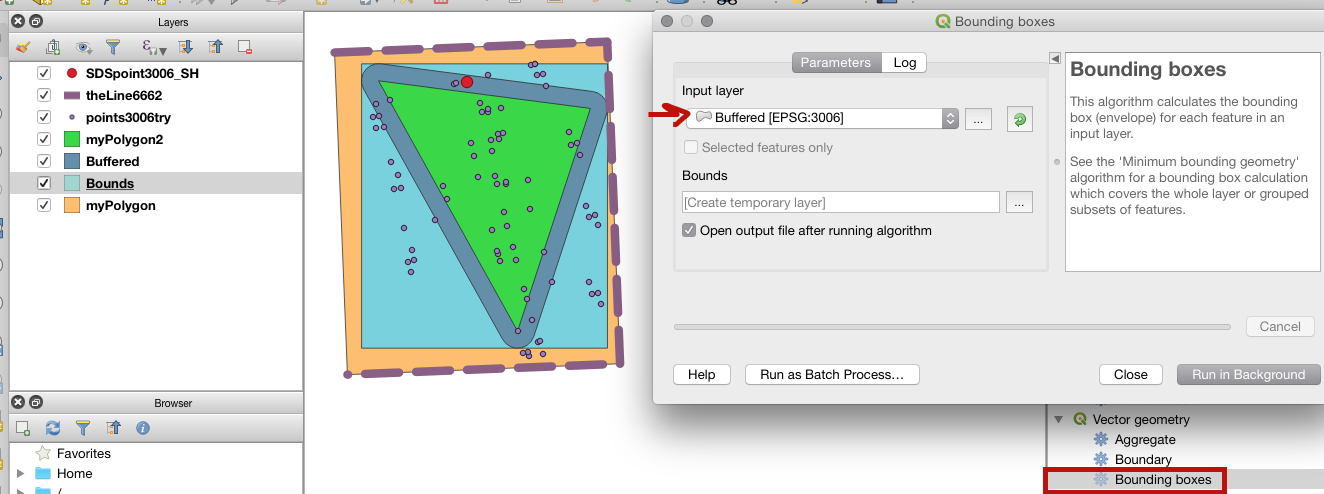 Layers
SDSpoint3006_SH
theLine6662
points3006try
myPolygon2
Buffered
Bounds
myPolygon
Browser
Favorites
Home
/
Bounding boxes
Parameters
Log
Input layer
Buffered [EPSG:3006]
...
Selected features only
Bounds
[Create temporary layer]
...
Open output file after running algorithm
Bounding boxes
This algorithm calculates the bounding
box (envelope) for each feature in an
input layer.
See the 'Minimum bounding geometry'
algorithm for a bounding box calculation
which covers the whole layer or grouped
subsets of features.
Cancel
Help
Run as Batch Process...
Close
Run in Background
Vector geometry
Aggregate
Boundary
Bounding boxes